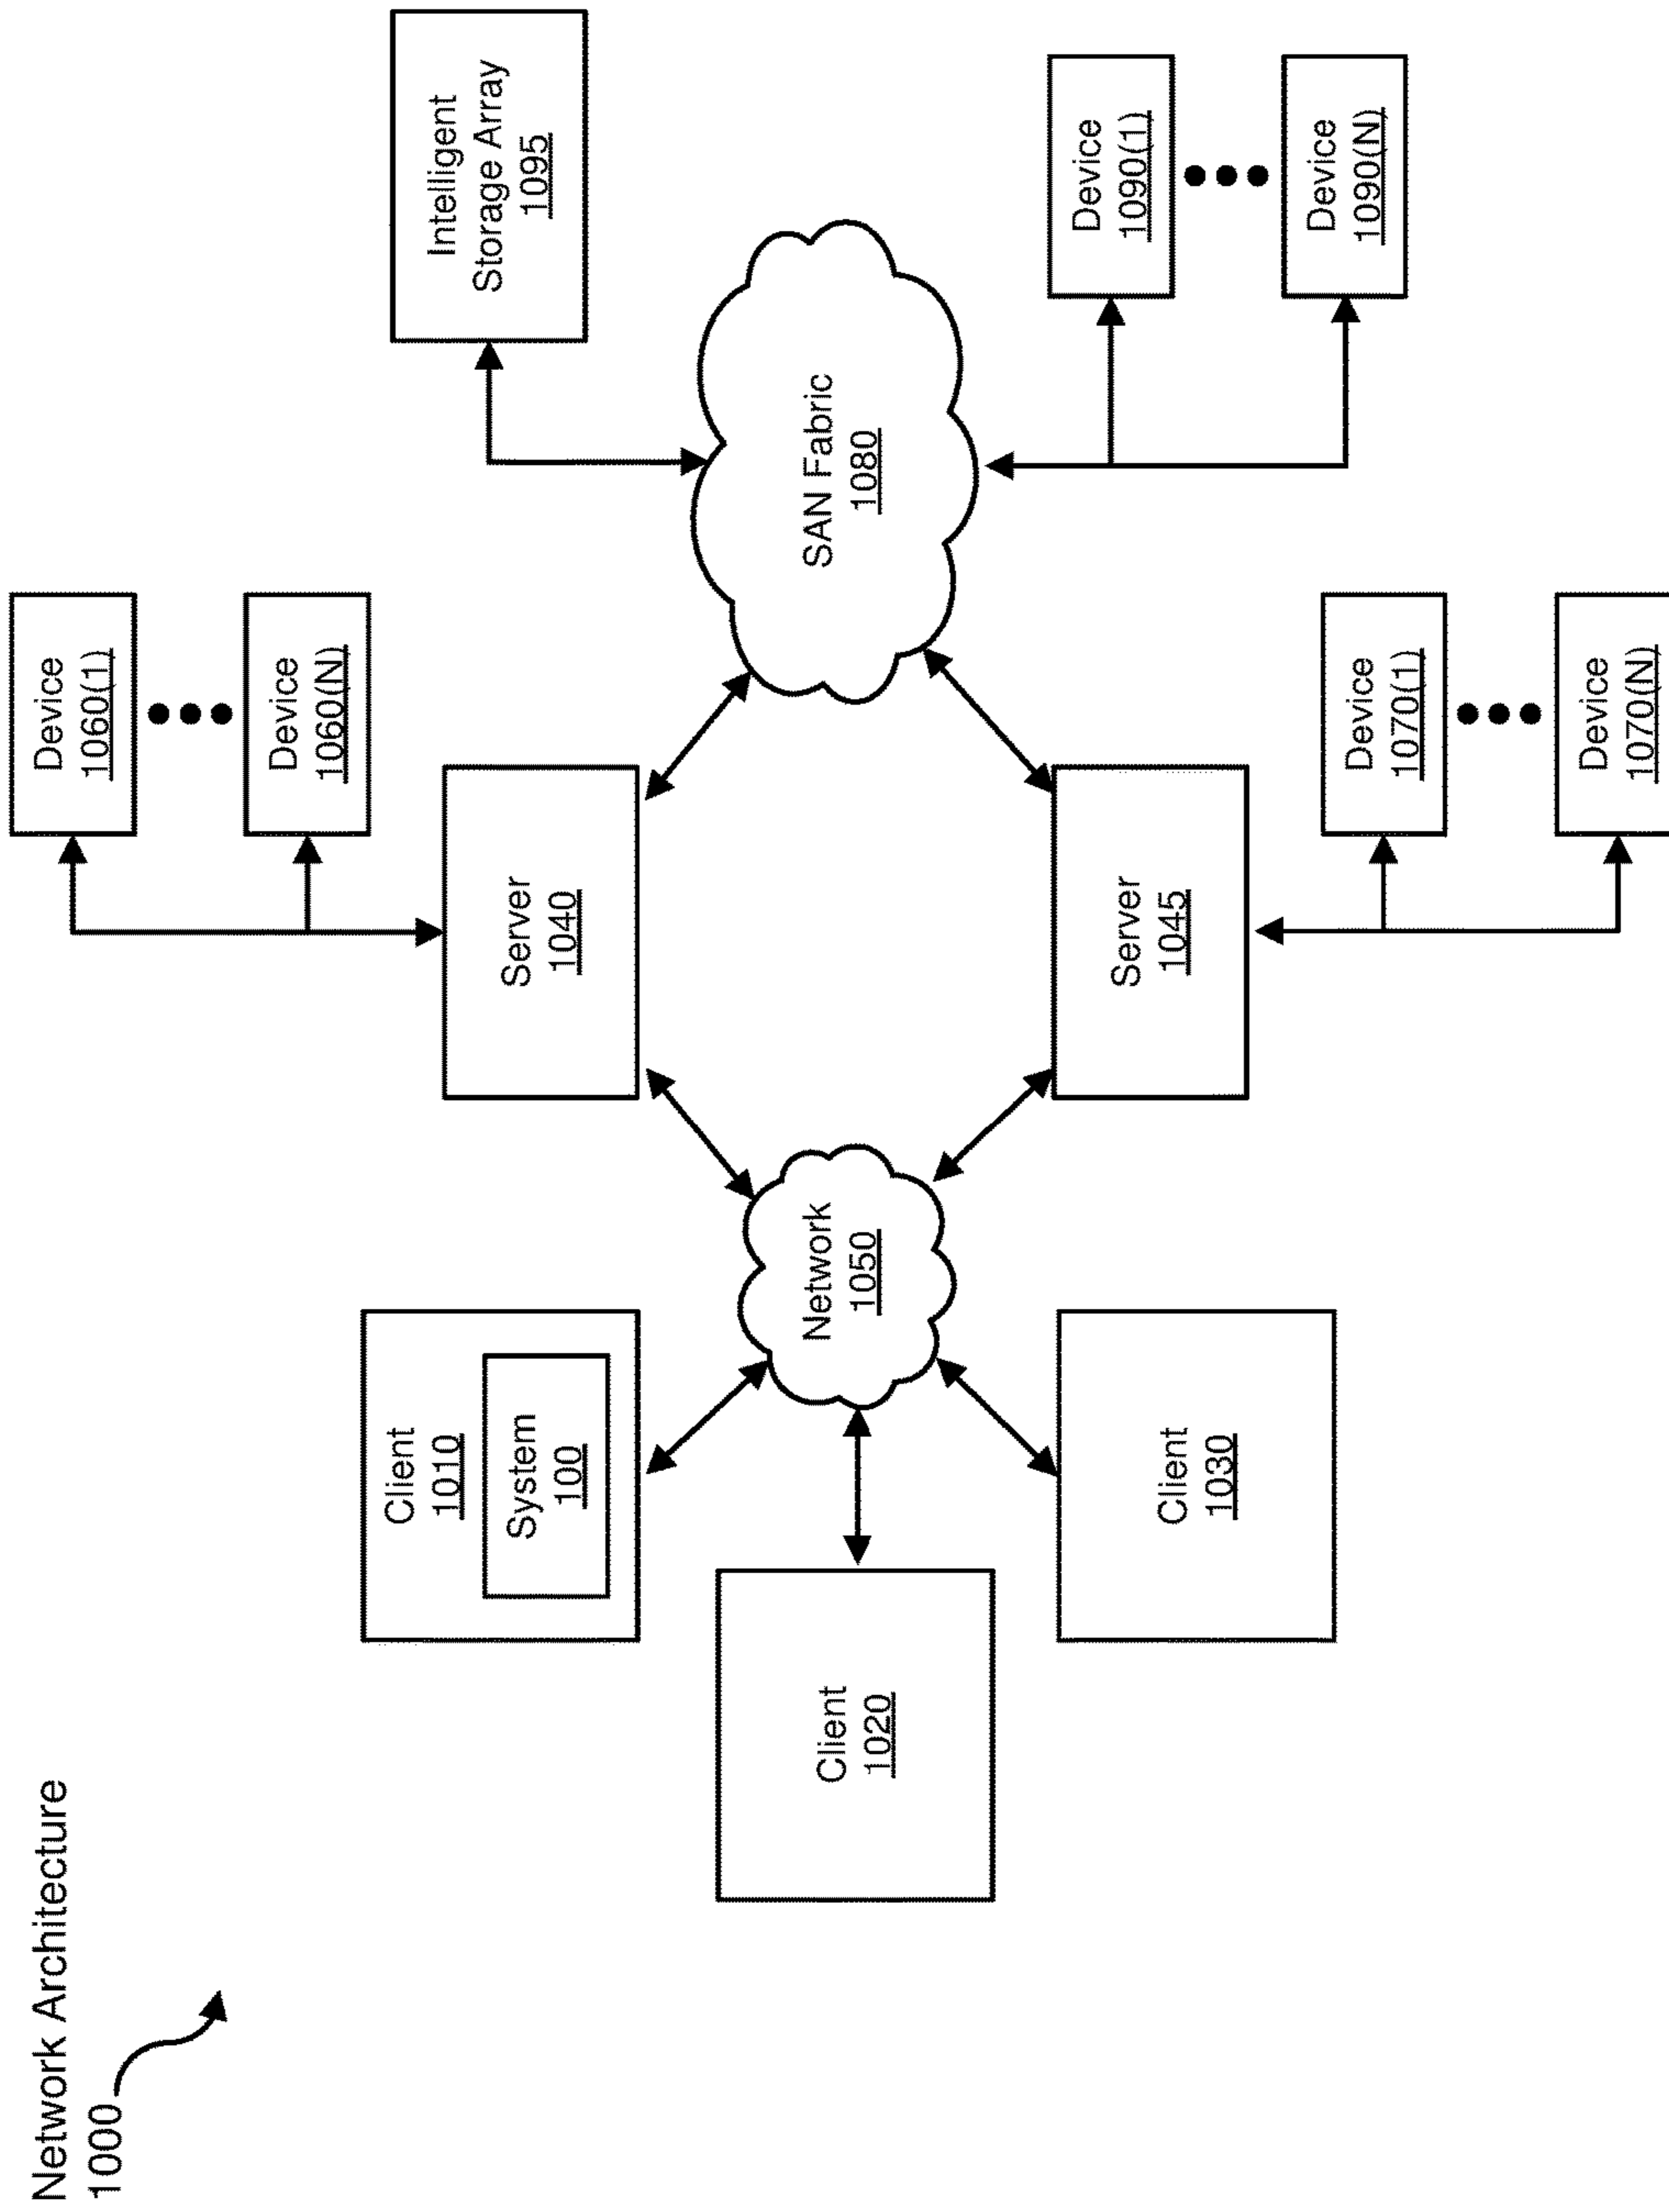 Network Architecture
1000
Client
1010
System
100
Client
1020
Client
1030
Network
1050
Server
1040
Server
1045
Device
1060(1)
Device
1060(N)
Device
1070(1)
Device
1070(N)
SAN Fabric
1080
Intelligent
Storage Array
1095
Device
1090(1)
Device
1090(N)